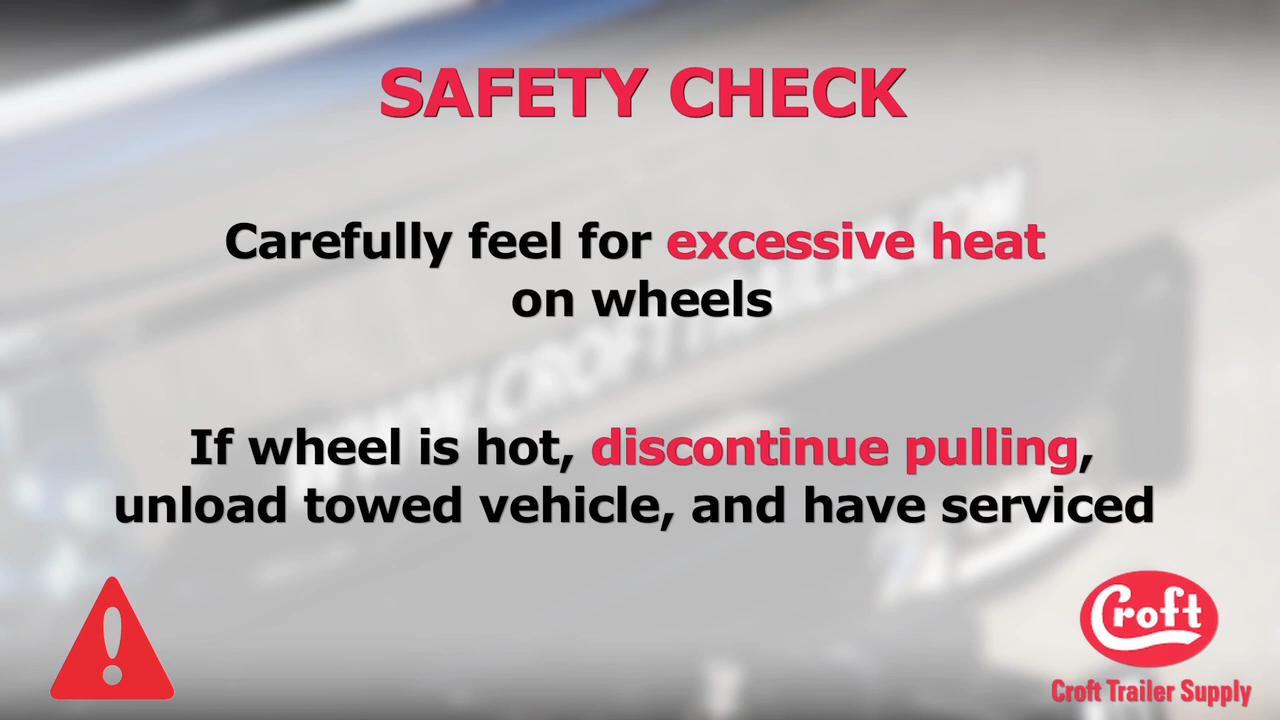 SAFETY CHECK
Carefully feel for excessive heat
on wheels
If wheel is hot, discontinue pulling,
unload towed vehicle, and have serviced
Croft
Croft Trailer Supply